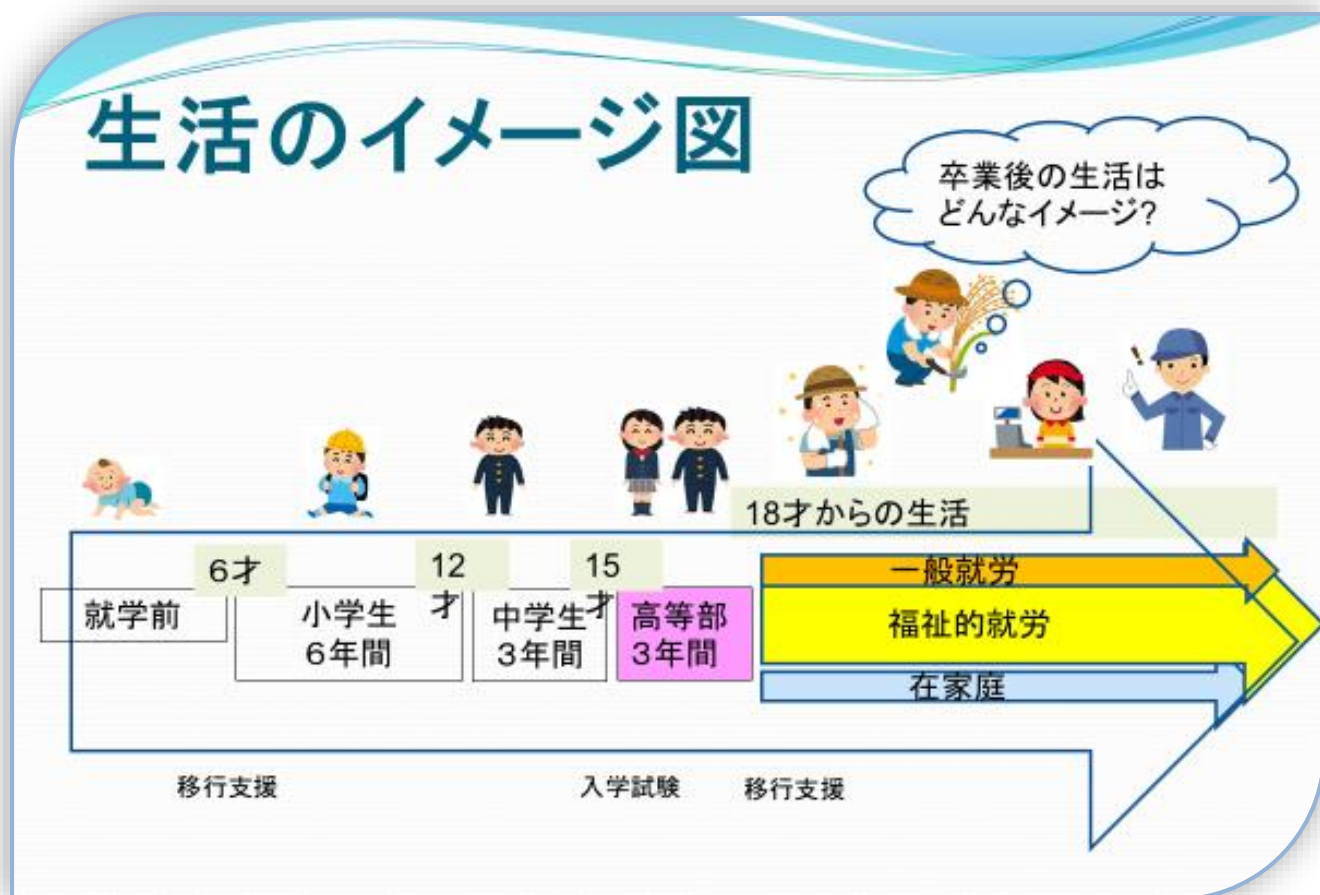 生活のイメージ図
卒業後の生活は
どんなイメージ?
18才からの生活
6才
12
才
15
才
就学前
小学生
6年間
中学生
3年間
高等部
3年間
一般就労
福祉的就労
在家庭
移行支援
入学試験
移行支援